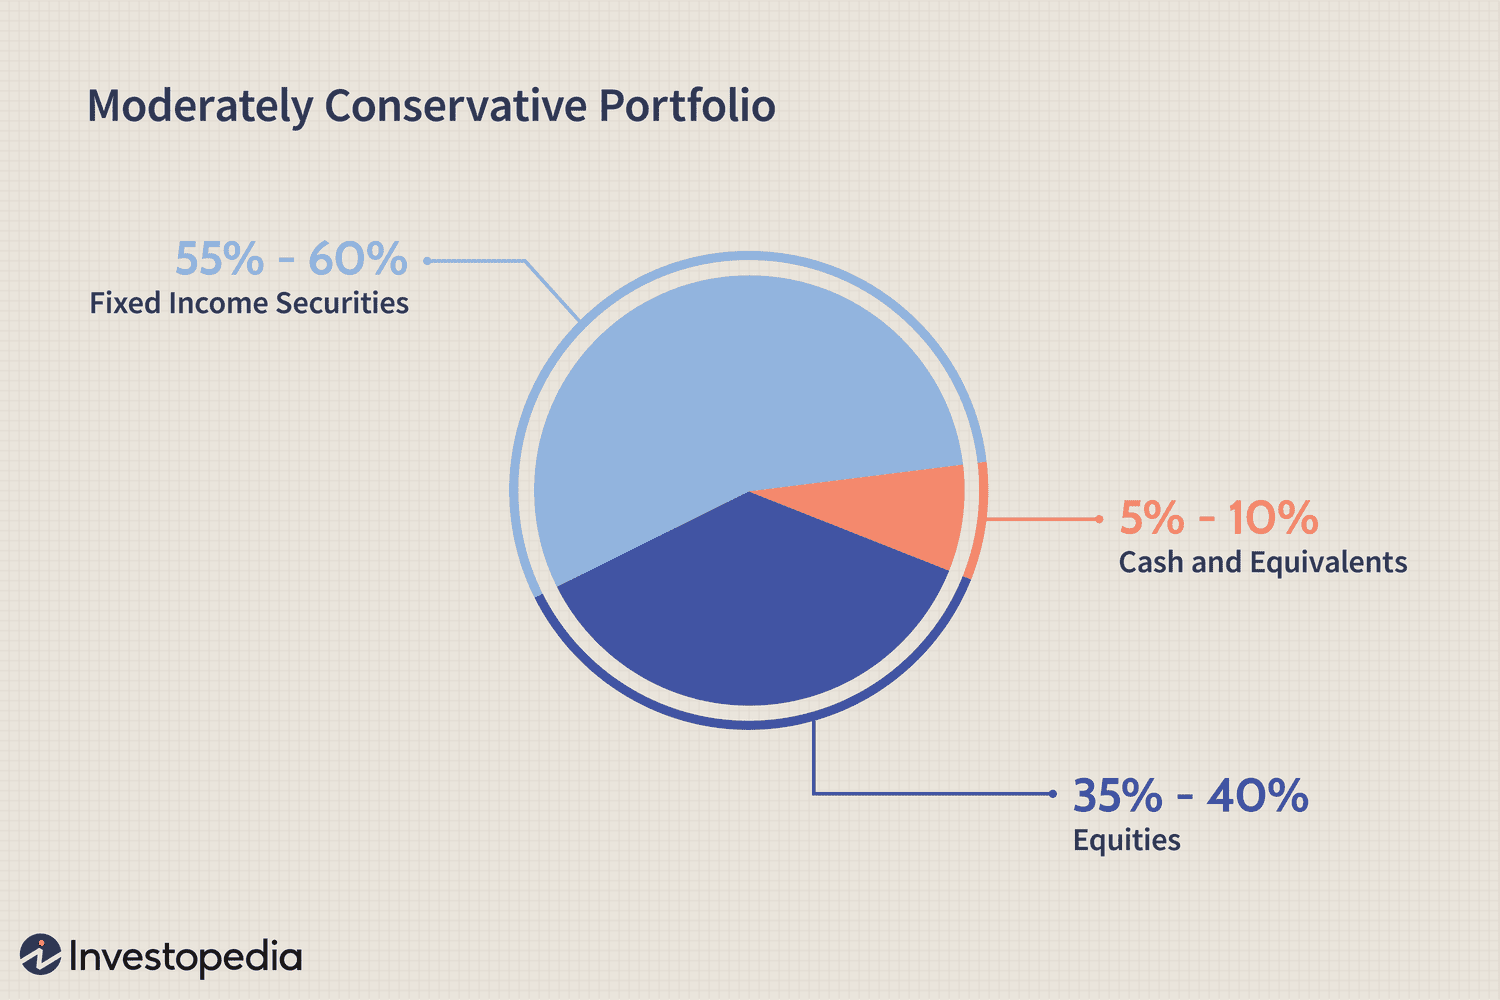 Moderately Conservative Portfolio
55% - 60%
Fixed Income Securities
5% - 10%
Cash and Equivalents
35% - 40%
Equities
Investopedia